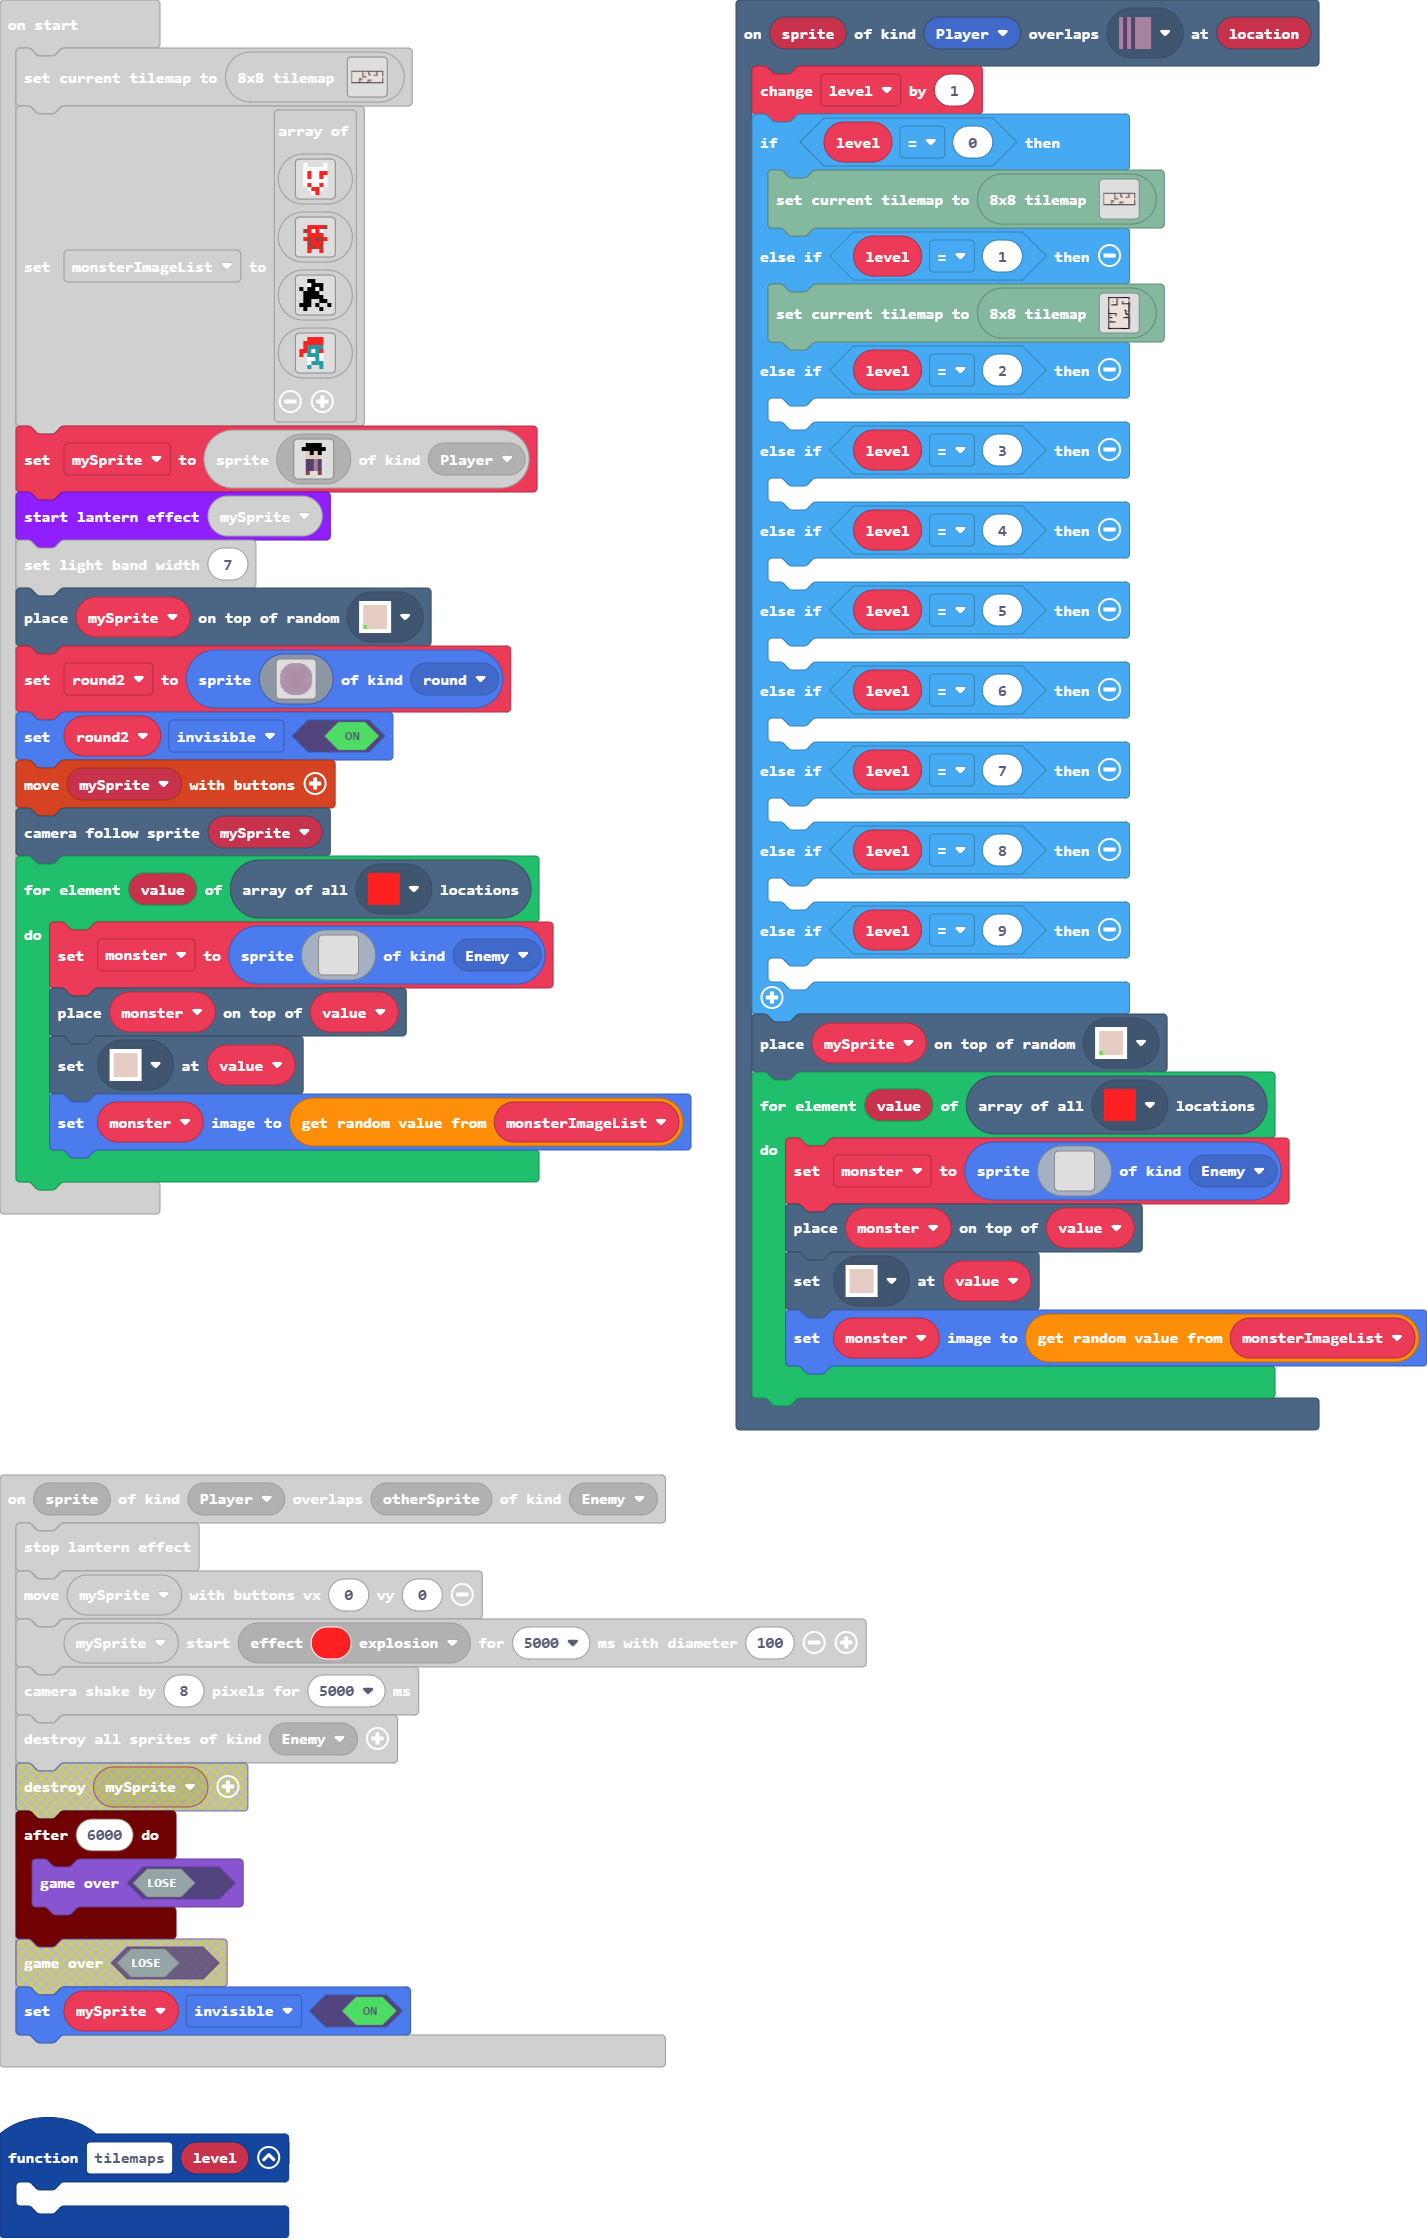 on start
set current tilemap to 8x8 tilemap
array of
set monsterImageList to
set mySprite to sprite of kind Player
start lantern effect mySprite
set light band width 7
place mySprite on top of random
set round2 to sprite of kind round
set round2 invisible ON
move mySprite with buttons
camera follow sprite mySprite
for element value of array of all locations
do
set monster to sprite of kind Enemy
place monster on top of value
set at value
set monster image to get random value from monsterImageList
on sprite of kind Player overlaps at location
change level by 1
if level = 0 then
set current tilemap to 8x8 tilemap
else if level = 1 then
set current tilemap to 8x8 tilemap
else if level = 2 then
else if level = 3 then
else if level = 4 then
else if level = 5 then
else if level = 6 then
else if level = 7 then
else if level = 8 then
else if level = 9 then
place mySprite on top of random
for element value of array of all locations
do
set monster to sprite of kind Enemy
place monster on top of value
set at value
set monster image to get random value from monsterImageList
on sprite of kind Player overlaps otherSprite of kind Enemy
stop lantern effect
move mySprite with buttons vx 0 vy 0
mySprite start effect explosion for 5000 ms with diameter 100
camera shake by 8 pixels for 5000 ms
destroy all sprites of kind Enemy
destroy mySprite
after 6000 do
game over LOSE
game over LOSE
set mySprite invisible ON
function tilemaps level